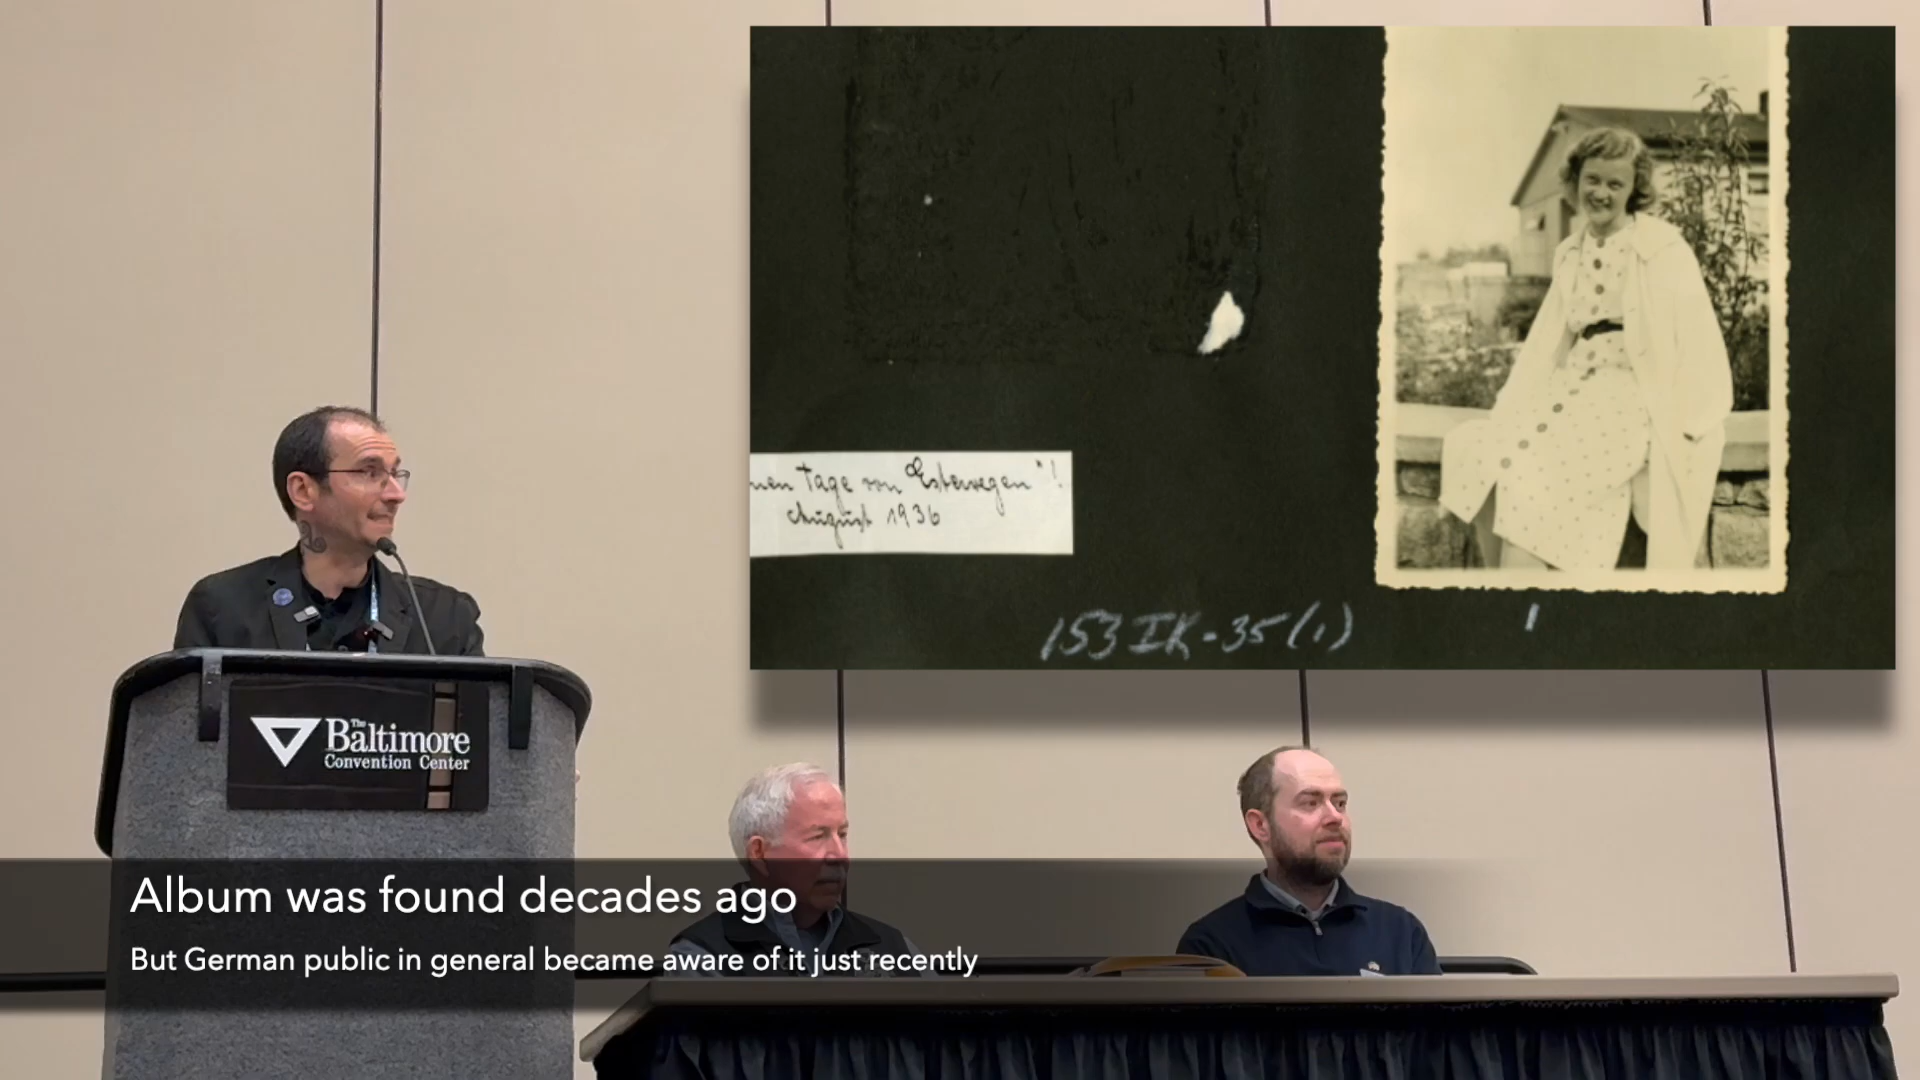 nen Tage von Esterwegen"!
August 1936
153 IK-35(1)
1
The Baltimore
Convention Center
Album was found decades ago
But German public in general became aware of it just recently